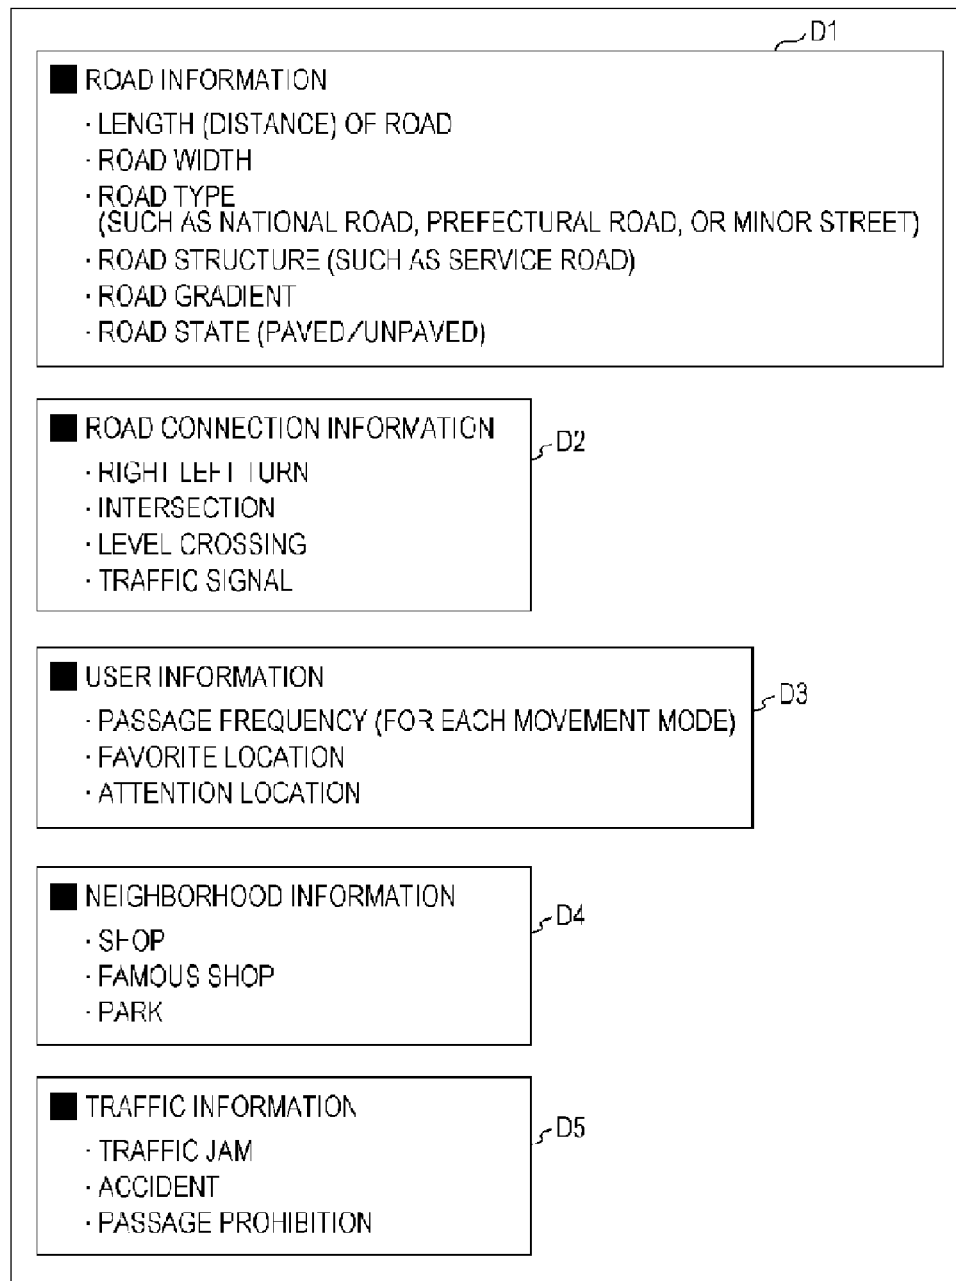 D1
■ ROAD INFORMATION
· LENGTH (DISTANCE) OF ROAD
· ROAD WIDTH
· ROAD TYPE
(SUCH AS NATIONAL ROAD, PREFECTURAL ROAD, OR MINOR STREET)
· ROAD STRUCTURE (SUCH AS SERVICE ROAD)
· ROAD GRADIENT
· ROAD STATE (PAVED/UNPAVED)
■ ROAD CONNECTION INFORMATION
D2
· RIGHT LEFT TURN
· INTERSECTION
· LEVEL CROSSING
· TRAFFIC SIGNAL
■ USER INFORMATION
D3
· PASSAGE FREQUENCY (FOR EACH MOVEMENT MODE)
· FAVORITE LOCATION
· ATTENTION LOCATION
■ NEIGHBORHOOD INFORMATION
D4
· SHOP
· FAMOUS SHOP
· PARK
■ TRAFFIC INFORMATION
D5
· TRAFFIC JAM
· ACCIDENT
· PASSAGE PROHIBITION